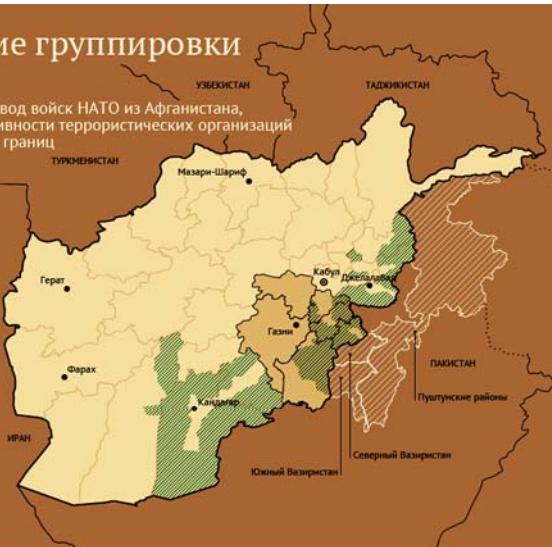 ие группировки
вод войск НАТО из Афганистана,
ивности террористических организаций
границ
УЗБЕКИСТАН
ТАДЖИКИСТАН
ТУРКМЕНИСТАН
Мазари-Шариф
Герат
Кабул
Джелалабад
Газни
Фарах
Кандагар
ПАКИСТАН
Пуштунские районы
ИРАН
Северный Вазиристан
Южный Вазиристан